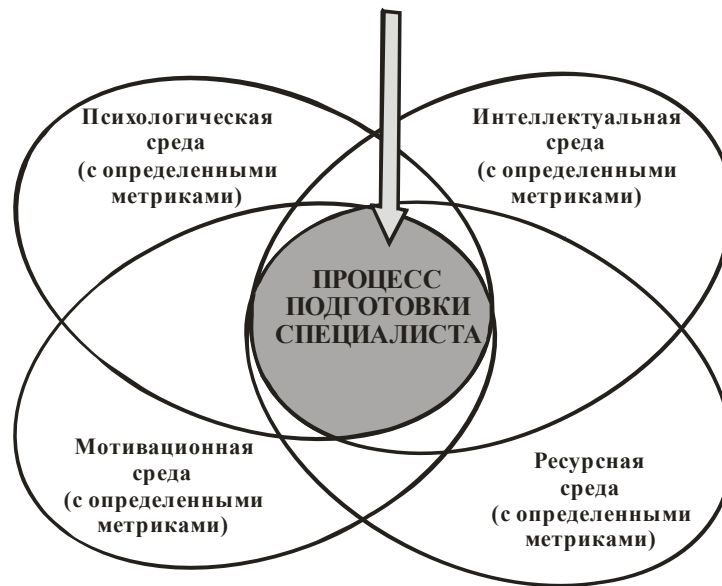 Психологическая
среда
(с определенными
метриками)
Интеллектуальная
среда
(с определенными
метриками)
ПРОЦЕСС
ПОДГОТОВКИ
СПЕЦИАЛИСТА
Мотивационная
среда
(с определенными
метриками)
Ресурсная
среда
(с определенными
метриками)